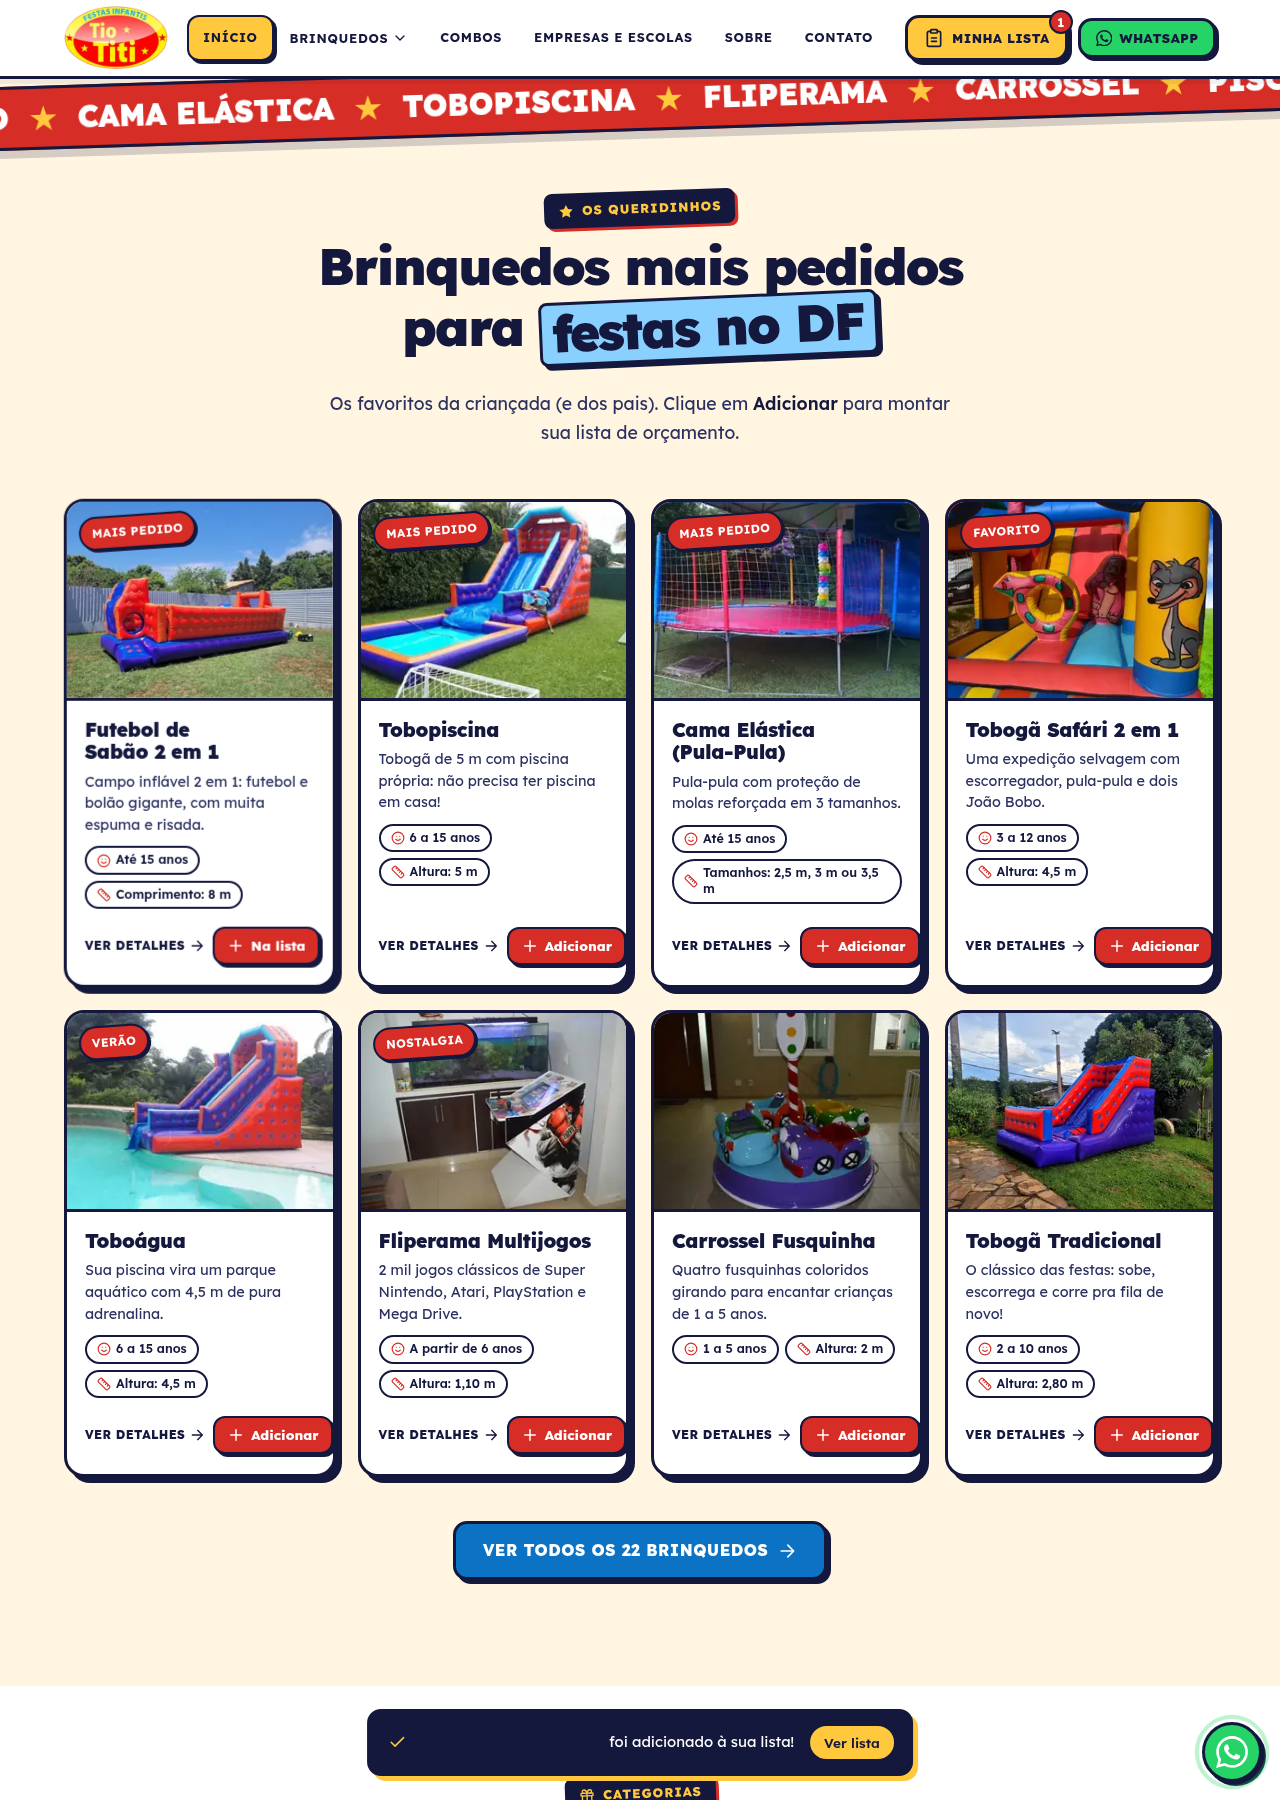 FESTAS INFANTIS
Tio
Titi
INÍCIO
BRINQUEDOS
COMBOS
EMPRESAS E ESCOLAS
SOBRE
CONTATO
MINHA LISTA
1
WHATSAPP
CAMA ELÁSTICA ★ TOBOPISCINA ★ FLIPERAMA ★ CARROSSEL ★
OS QUERIDINHOS
Brinquedos mais pedidos
para festas no DF
Os favoritos da criançada (e dos pais). Clique em Adicionar para montar
sua lista de orçamento.
MAIS PEDIDO
Futebol de
Sabão 2 em 1
Campo inflável 2 em 1: futebol e
bolão gigante, com muita
espuma e risada.
Até 15 anos
Comprimento: 8 m
VER DETALHES
Na lista
MAIS PEDIDO
Tobopiscina
Tobogã de 5 m com piscina
própria: não precisa ter piscina
em casa!
6 a 15 anos
Altura: 5 m
VER DETALHES
Adicionar
MAIS PEDIDO
Cama Elástica
(Pula-Pula)
Pula-pula com proteção de
molas reforçada em 3 tamanhos.
Até 15 anos
Tamanhos: 2,5 m, 3 m ou 3,5
m
VER DETALHES
Adicionar
FAVORITO
Tobogã Safári 2 em 1
Uma expedição selvagem com
escorregador, pula-pula e dois
João Bobo.
3 a 12 anos
Altura: 4,5 m
VER DETALHES
Adicionar
VERÃO
Toboágua
Sua piscina vira um parque
aquático com 4,5 m de pura
adrenalina.
6 a 15 anos
Altura: 4,5 m
VER DETALHES
Adicionar
NOSTALGIA
Fliperama Multijogos
2 mil jogos clássicos de Super
Nintendo, Atari, PlayStation e
Mega Drive.
A partir de 6 anos
Altura: 1,10 m
VER DETALHES
Adicionar
Carrossel Fusquinha
Quatro fusquinhas coloridos
girando para encantar crianças
de 1 a 5 anos.
1 a 5 anos
Altura: 2 m
VER DETALHES
Adicionar
Tobogã Tradicional
O clássico das festas: sobe,
escorrega e corre pra fila de
novo!
2 a 10 anos
Altura: 2,80 m
VER DETALHES
Adicionar
VER TODOS OS 22 BRINQUEDOS
foi adicionado à sua lista!
Ver lista
CATEGORIAS